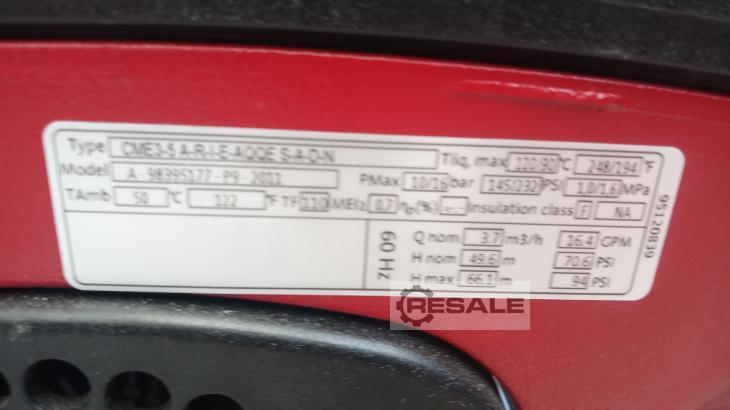 Type CME3-5 A-R-I-E-AQQE S-A-D-N Tliq. max 120/90 °C 248/194 °F
Model A - 98395177 - P9 - 2011 PMax 10/16 bar 145/232 PSI 1,0/1,6 MPa
TAmb 50 °C 122 °F TF 110 MEI≥ 0,7 ηp(%) -.- Insulation class F NA
60 Hz
Q nom 3.7 m3/h 16.4 GPM
H nom 49.6 m 70.6 PSI
H max 66.1 m 94 PSI
95120839
RESALE